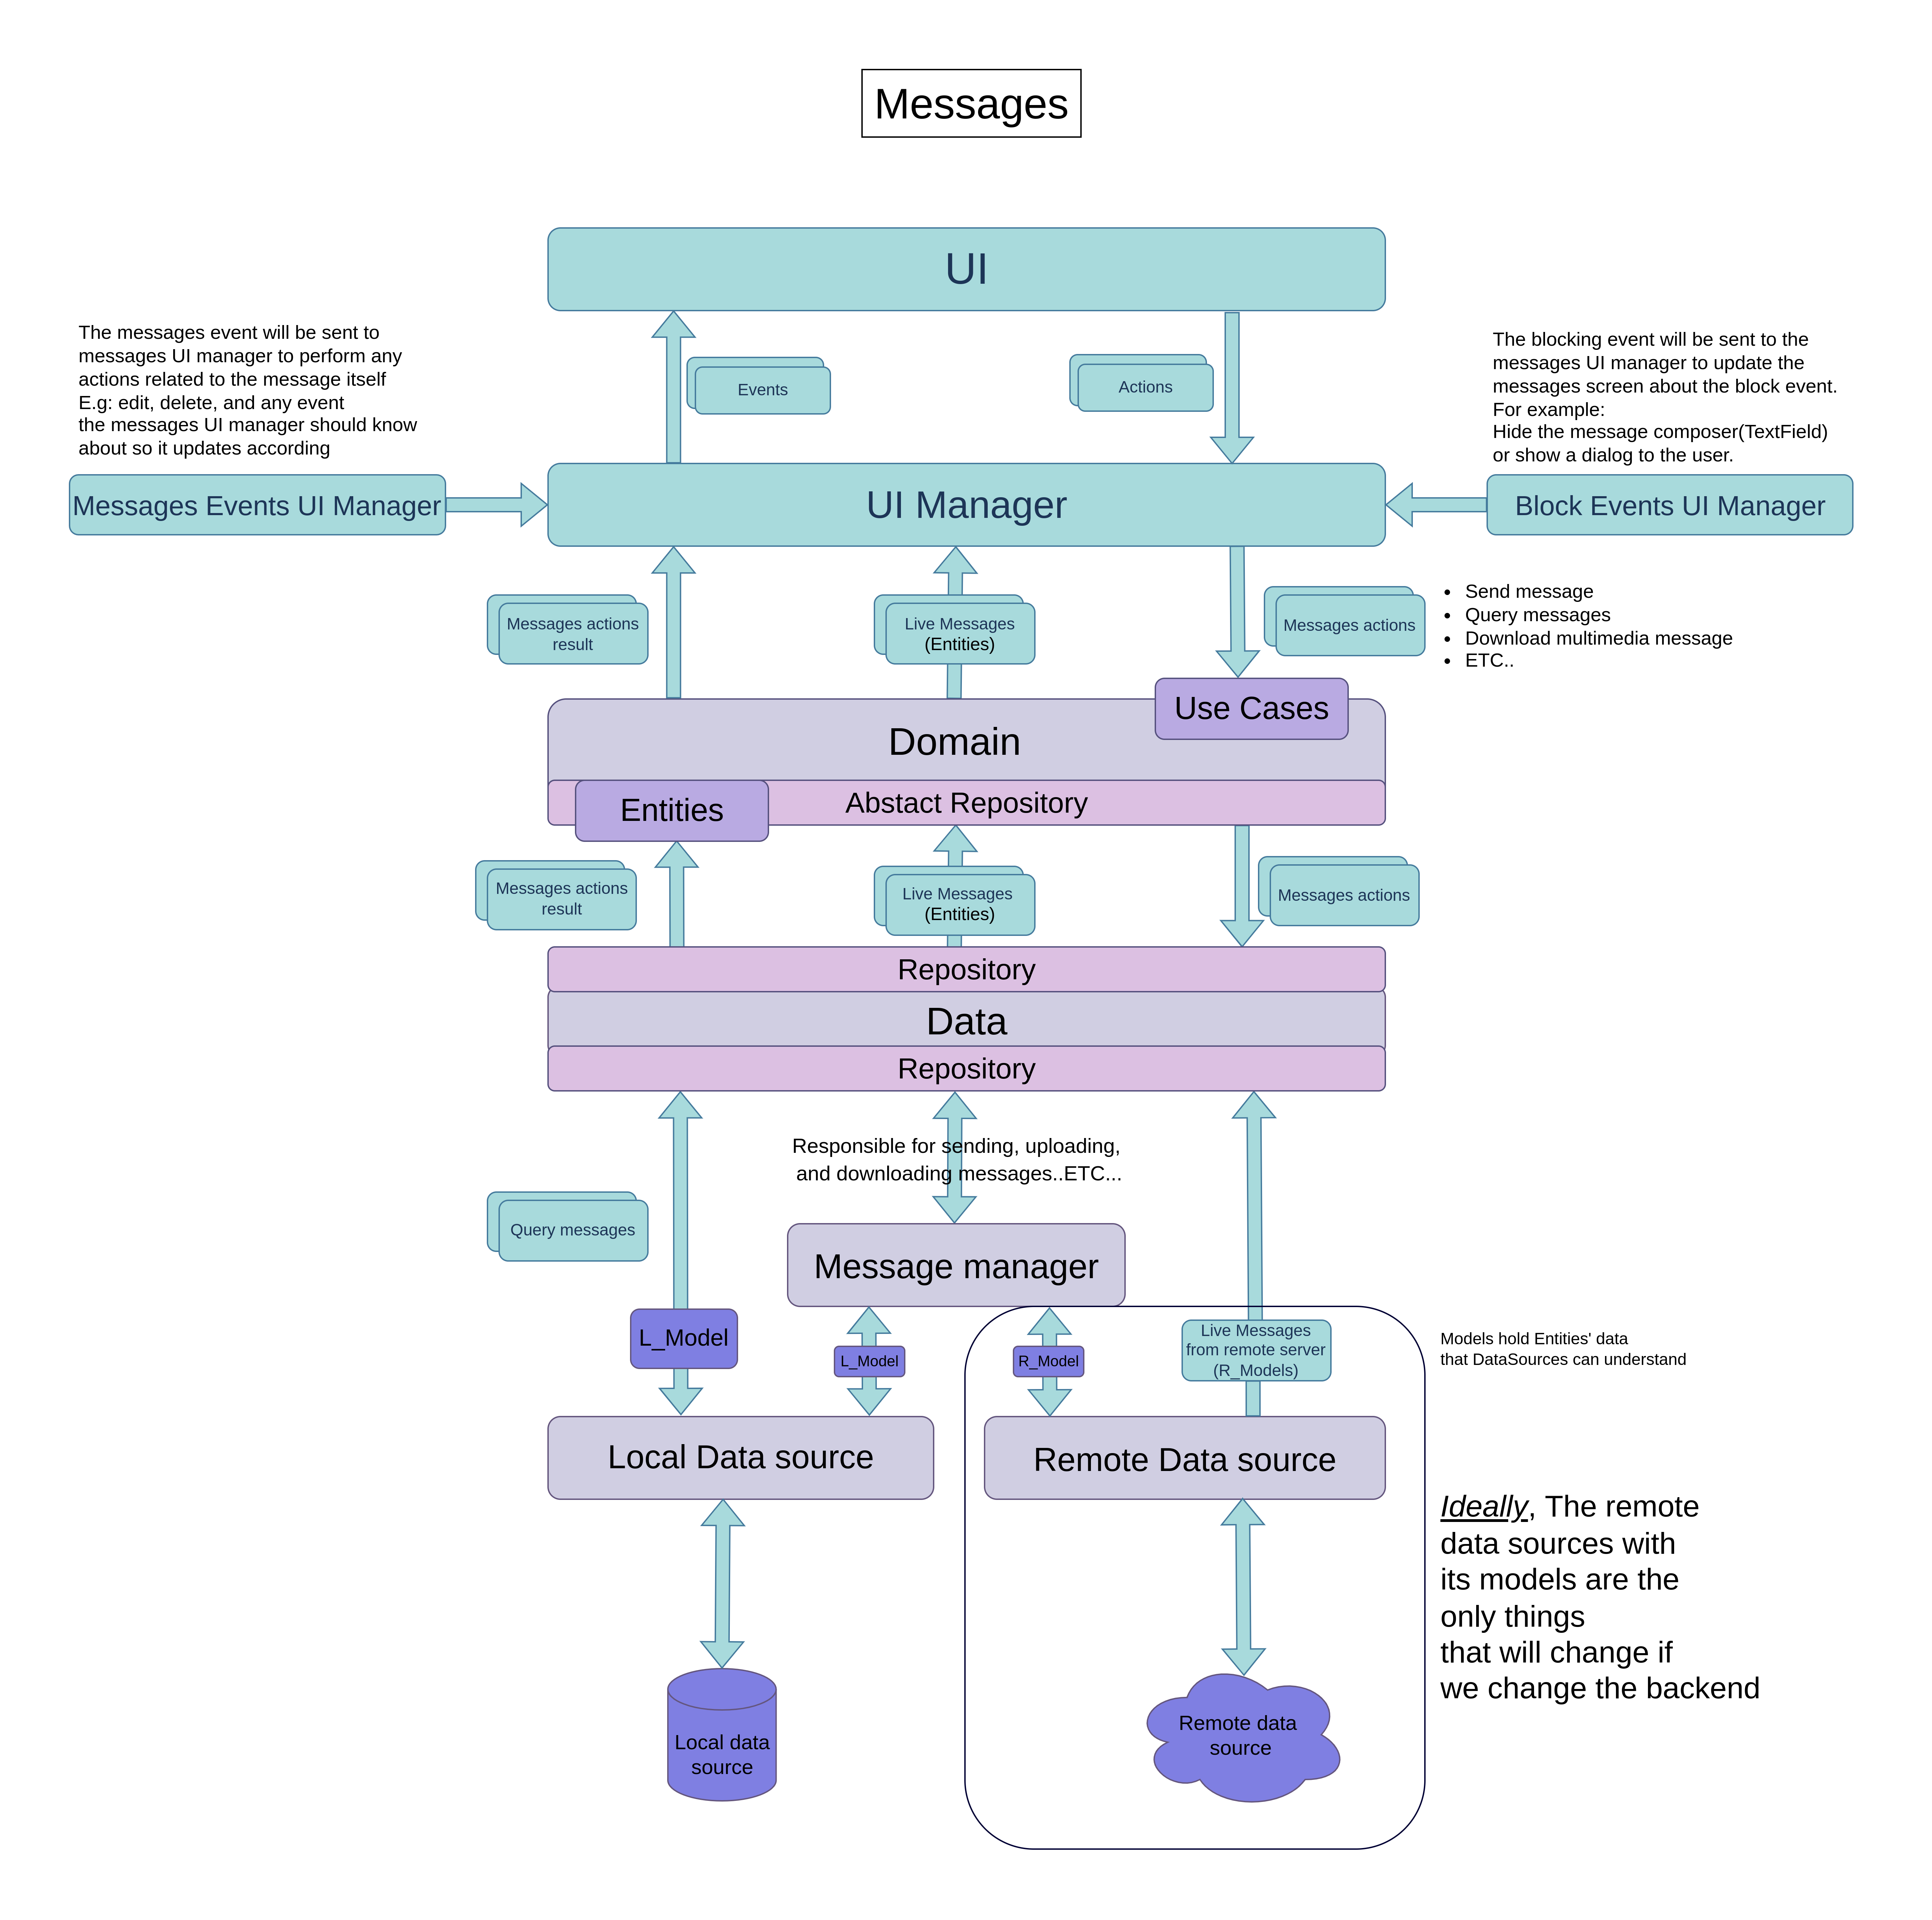 Messages
UI
The messages event will be sent to
messages UI manager to perform any
actions related to the message itself
E.g: edit, delete, and any event
the messages UI manager should know
about so it updates according
Events
Actions
The blocking event will be sent to the
messages UI manager to update the
messages screen about the block event.
For example:
Hide the message composer(TextField)
or show a dialog to the user.
Messages Events UI Manager
UI Manager
Block Events UI Manager
Messages actions
result
Live Messages
(Entities)
Messages actions
• Send message
• Query messages
• Download multimedia message
• ETC..
Use Cases
Domain
Entities
Abstact Repository
Messages actions
result
Live Messages
(Entities)
Messages actions
Repository
Data
Repository
Responsible for sending, uploading,
and downloading messages..ETC...
Query messages
Message manager
L_Model
L_Model
R_Model
Live Messages
from remote server
(R_Models)
Models hold Entities' data
that DataSources can understand
Local Data source
Remote Data source
Ideally, The remote
data sources with
its models are the
only things
that will change if
we change the backend
Local data
source
Remote data
source